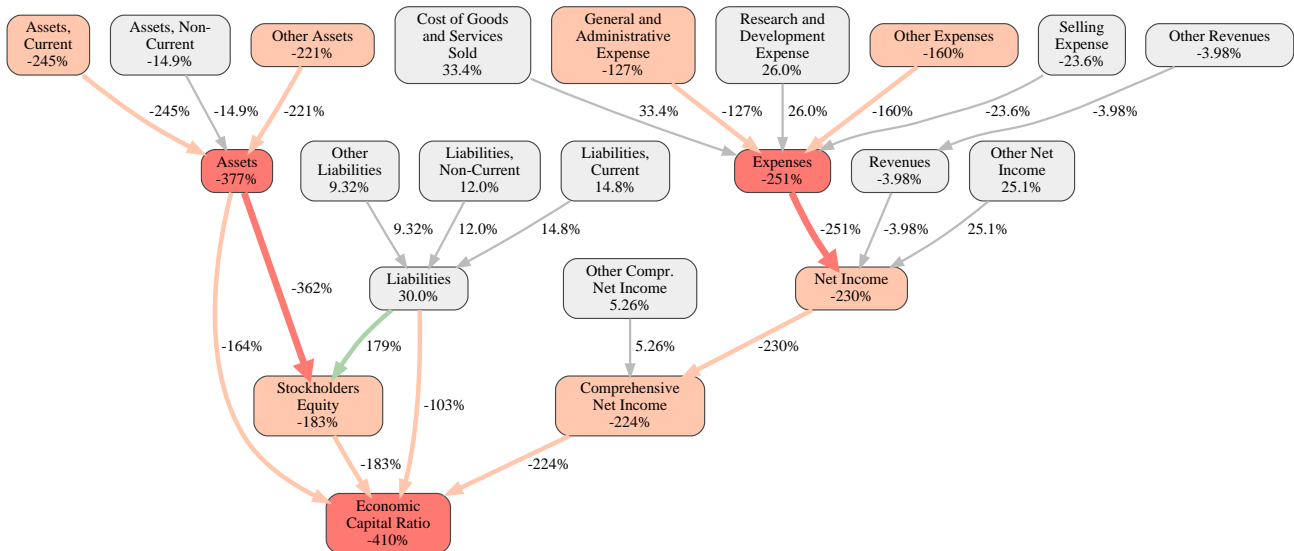 Assets,
Current
-245%
Assets, Non-
Current
-14.9%
Other Assets
-221%
Cost of Goods
and Services
Sold
33.4%
General and
Administrative
Expense
-127%
Research and
Development
Expense
26.0%
Other Expenses
-160%
Selling
Expense
-23.6%
Other Revenues
-3.98%
-245%
-14.9%
-221%
33.4%
-127%
26.0%
-160%
-23.6%
-3.98%
Assets
-377%
Other
Liabilities
9.32%
Liabilities,
Non-Current
12.0%
Liabilities,
Current
14.8%
Expenses
-251%
Revenues
-3.98%
Other Net
Income
25.1%
9.32%
12.0%
14.8%
-251%
-3.98%
25.1%
-362%
Liabilities
30.0%
Other Compr.
Net Income
5.26%
Net Income
-230%
-164%
179%
5.26%
-230%
Stockholders
Equity
-183%
-103%
Comprehensive
Net Income
-224%
-183%
-224%
Economic
Capital Ratio
-410%